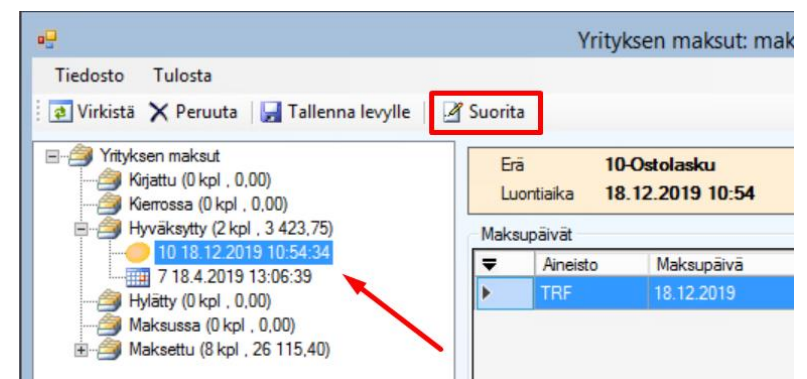 Yrityksen maksut: mak
Tiedosto Tulosta
Virkistä Peruuta Tallenna levylle Suorita
Yrityksen maksut
Kirjattu (0 kpl , 0,00)
Kierrossa (0 kpl , 0,00)
Hyväksytty (2 kpl , 3 423,75)
10 18.12.2019 10:54:34
7 18.4.2019 13:06:39
Hylätty (0 kpl , 0,00)
Maksussa (0 kpl , 0,00)
Maksettu (8 kpl , 26 115,40)
Erä 10-Ostolasku
Luontiaika 18.12.2019 10:54
Maksupäivät
Aineisto Maksupäivä
TRF 18.12.2019